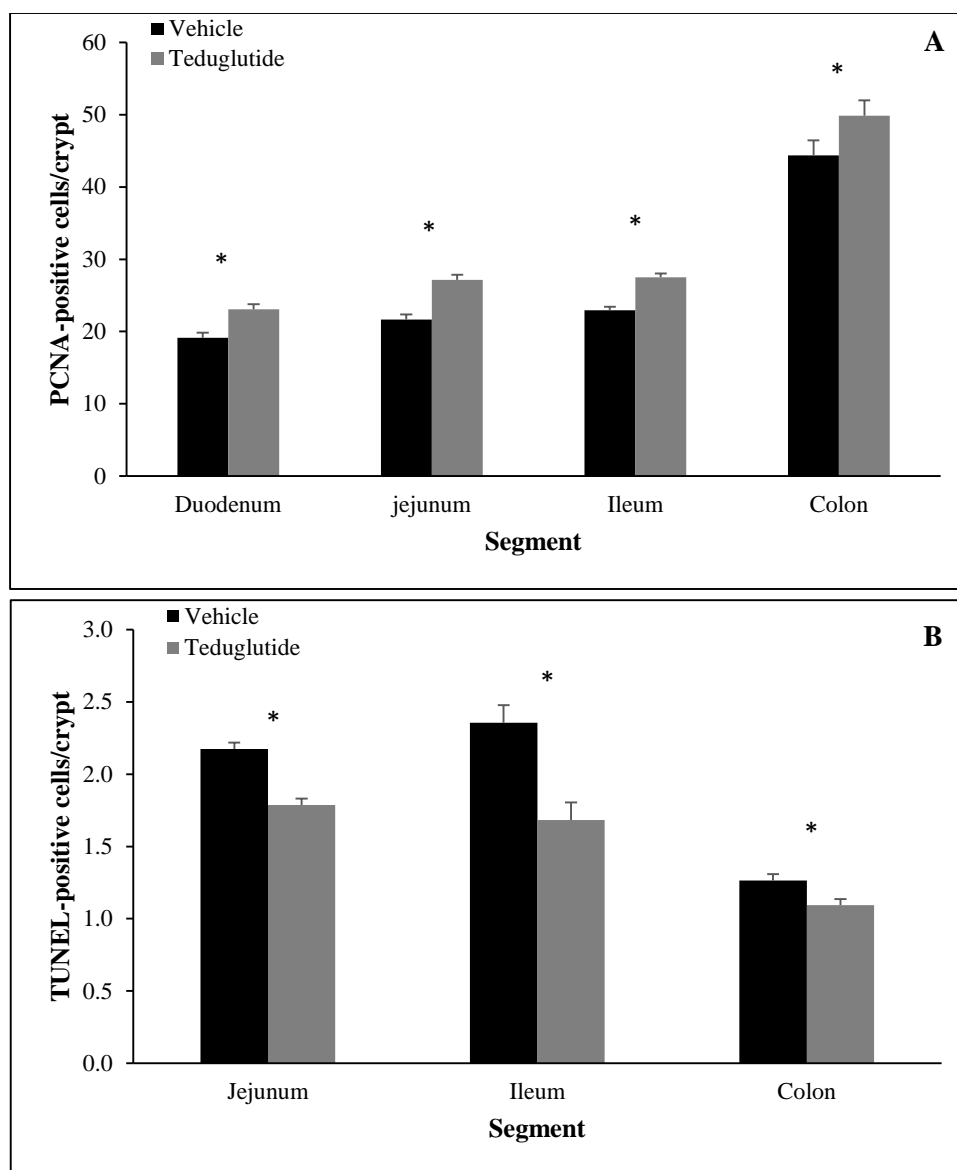 A
Vehicle
Teduglutide
PCNA-positive cells/crypt
60
50
40
30
20
10
0
*
*
*
*
Duodenum jejunum Ileum Colon
Segment
B
Vehicle
Teduglutide
TUNEL-positive cells/crypt
3.0
2.5
2.0
1.5
1.0
0.5
0.0
*
*
*
Jejunum Ileum Colon
Segment